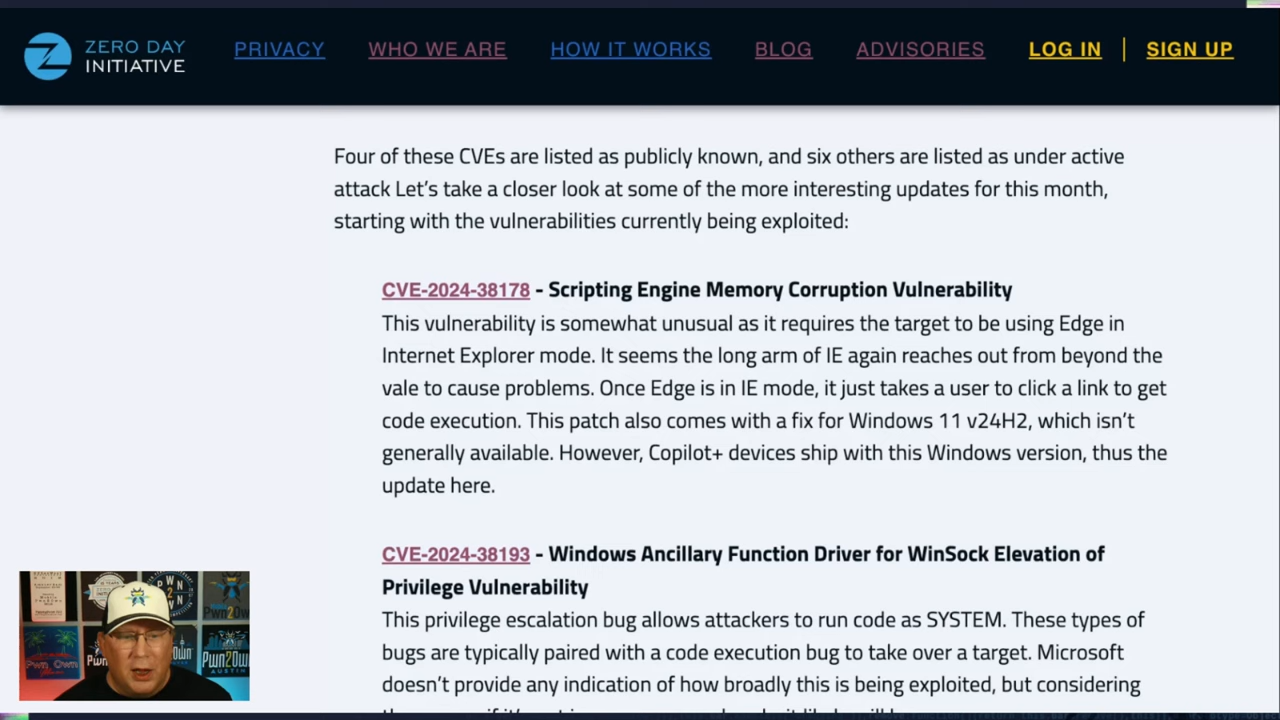 ZERO DAY INITIATIVE
PRIVACY WHO WE ARE HOW IT WORKS BLOG ADVISORIES LOG IN | SIGN UP
Four of these CVEs are listed as publicly known, and six others are listed as under active
attack Let’s take a closer look at some of the more interesting updates for this month,
starting with the vulnerabilities currently being exploited:
CVE-2024-38178 - Scripting Engine Memory Corruption Vulnerability
This vulnerability is somewhat unusual as it requires the target to be using Edge in
Internet Explorer mode. It seems the long arm of IE again reaches out from beyond the
vale to cause problems. Once Edge is in IE mode, it just takes a user to click a link to get
code execution. This patch also comes with a fix for Windows 11 v24H2, which isn’t
generally available. However, Copilot+ devices ship with this Windows version, thus the
update here.
CVE-2024-38193 - Windows Ancillary Function Driver for WinSock Elevation of
Privilege Vulnerability
This privilege escalation bug allows attackers to run code as SYSTEM. These types of
bugs are typically paired with a code execution bug to take over a target. Microsoft
doesn’t provide any indication of how broadly this is being exploited, but considering
PWN
Pwn2Own
Pwn Own
Pwn2Own
AUSTIN